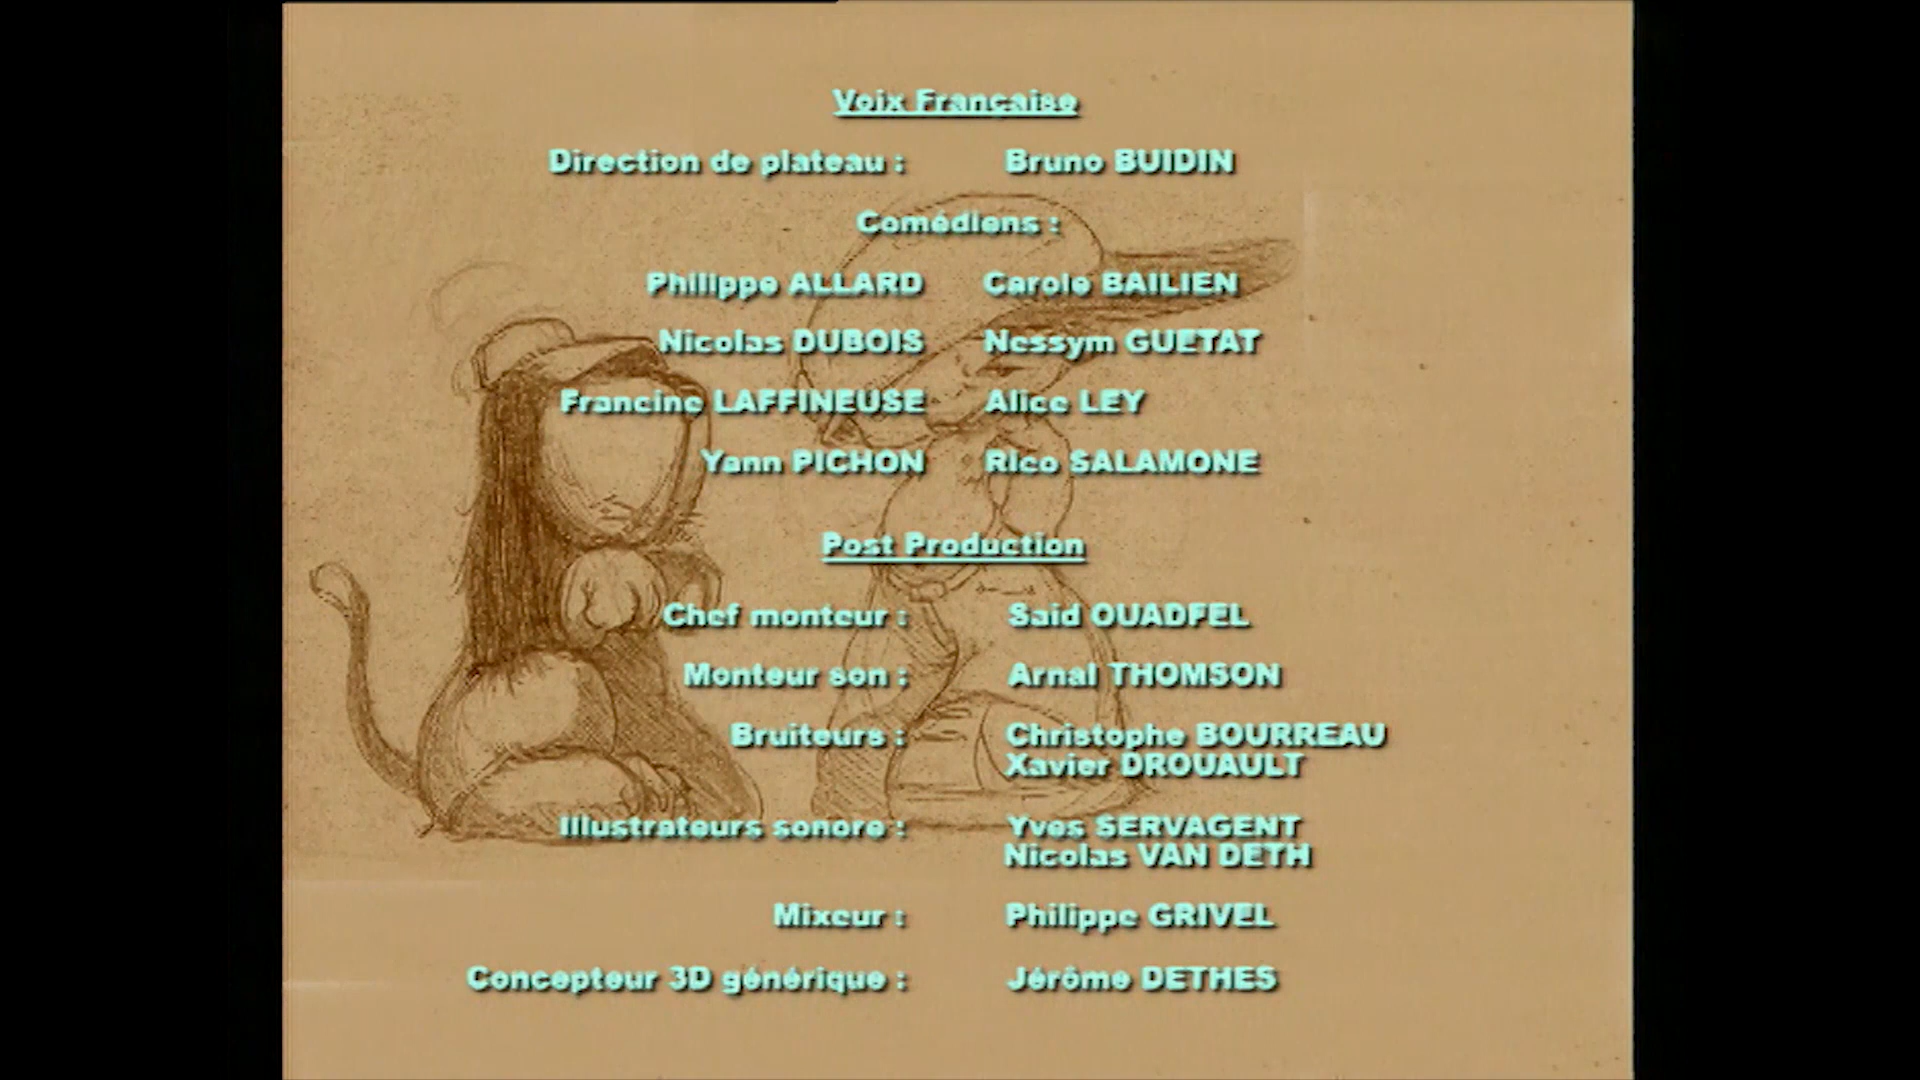 Voix Française
Direction de plateau : Bruno BUIDIN
Comédiens :
Philippe ALLARD Carole BAILIEN
Nicolas DUBOIS Nessym GUETAT
Francine LAFFINEUSE Alice LEY
Yann PICHON Rico SALAMONE
Post Production
Chef monteur : Said OUADFEL
Monteur son : Arnal THOMSON
Bruiteurs : Christophe BOURREAU
Xavier DROUAULT
Illustrateurs sonore : Yves SERVAGENT
Nicolas VAN DETH
Mixeur : Philippe GRIVEL
Concepteur 3D générique : Jérôme DETHES